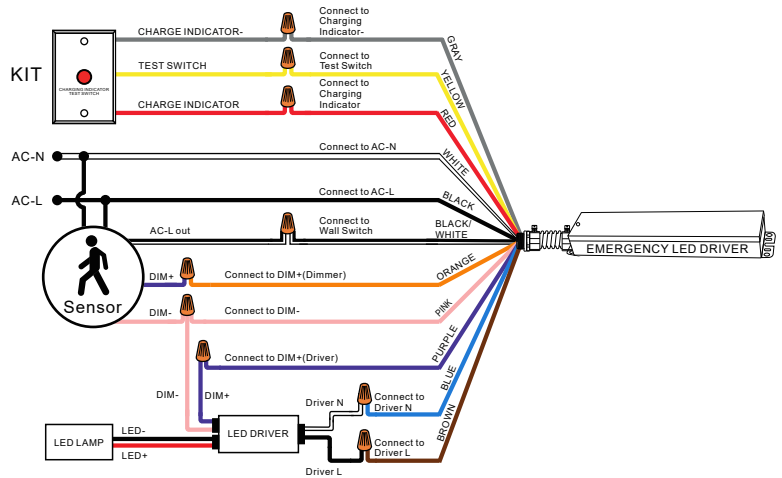 KIT
CHARGING INDICATOR
TEST SWITCH
CHARGE INDICATOR-
Connect to
Charging
Indicator-
GRAY
TEST SWITCH
Connect to
Test Switch
YELLOW
CHARGE INDICATOR
Connect to
Charging
Indicator
RED
AC-N
Connect to AC-N
WHITE
AC-L
Connect to AC-L
BLACK
AC-L out
Connect to
Wall Switch
BLACK/
WHITE
EMERGENCY LED DRIVER
Sensor
DIM+
Connect to DIM+(Dimmer)
ORANGE
DIM-
Connect to DIM-
PINK
Connect to DIM+(Driver)
PURPLE
DIM-
DIM+
Driver N
Connect to
Driver N
BLUE
LED LAMP
LED-
LED+
LED DRIVER
Driver L
Connect to
Driver L
BROWN